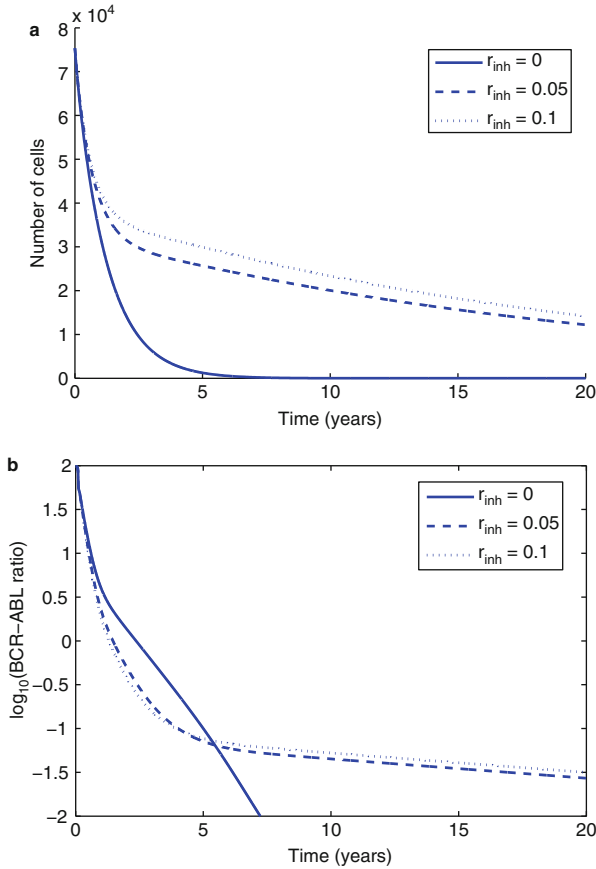 a
x 10⁴
8
7
6
5
4
3
2
1
0
Number of cells
r_inh = 0
r_inh = 0.05
r_inh = 0.1
0 5 10 15 20
Time (years)
b
2
1.5
1
0.5
0
−0.5
−1
−1.5
−2
log₁₀(BCR−ABL ratio)
r_inh = 0
r_inh = 0.05
r_inh = 0.1
0 5 10 15 20
Time (years)